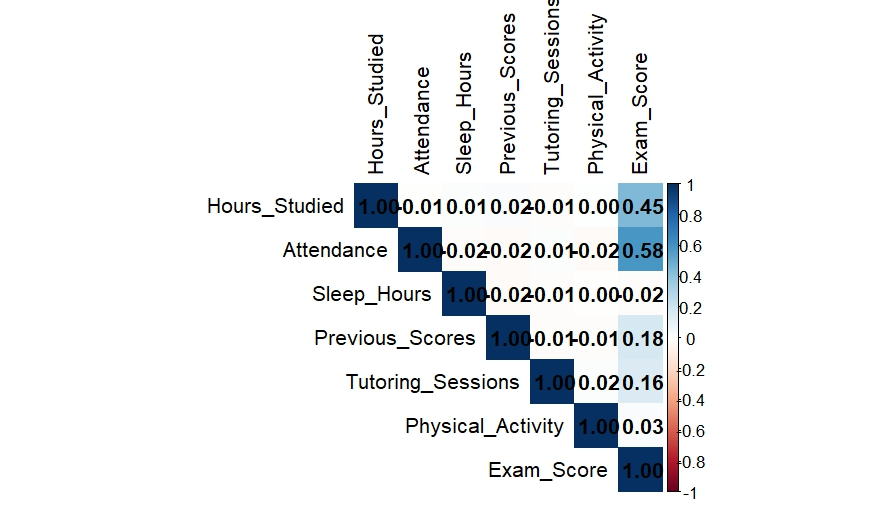 Hours_Studied
Attendance
Sleep_Hours
Previous_Scores
Tutoring_Sessions
Physical_Activity
Exam_Score
Hours_Studied 1.00 -0.01 0.01 0.02 -0.01 0.00 0.45
Attendance 1.00 -0.02 -0.02 0.01 -0.02 0.58
Sleep_Hours 1.00 -0.02 -0.01 0.00 -0.02
Previous_Scores 1.00 -0.01 -0.01 0.18
Tutoring_Sessions 1.00 0.02 0.16
Physical_Activity 1.00 0.03
Exam_Score 1.00
1
0.8
0.6
0.4
0.2
0
-0.2
-0.4
-0.6
-0.8
-1